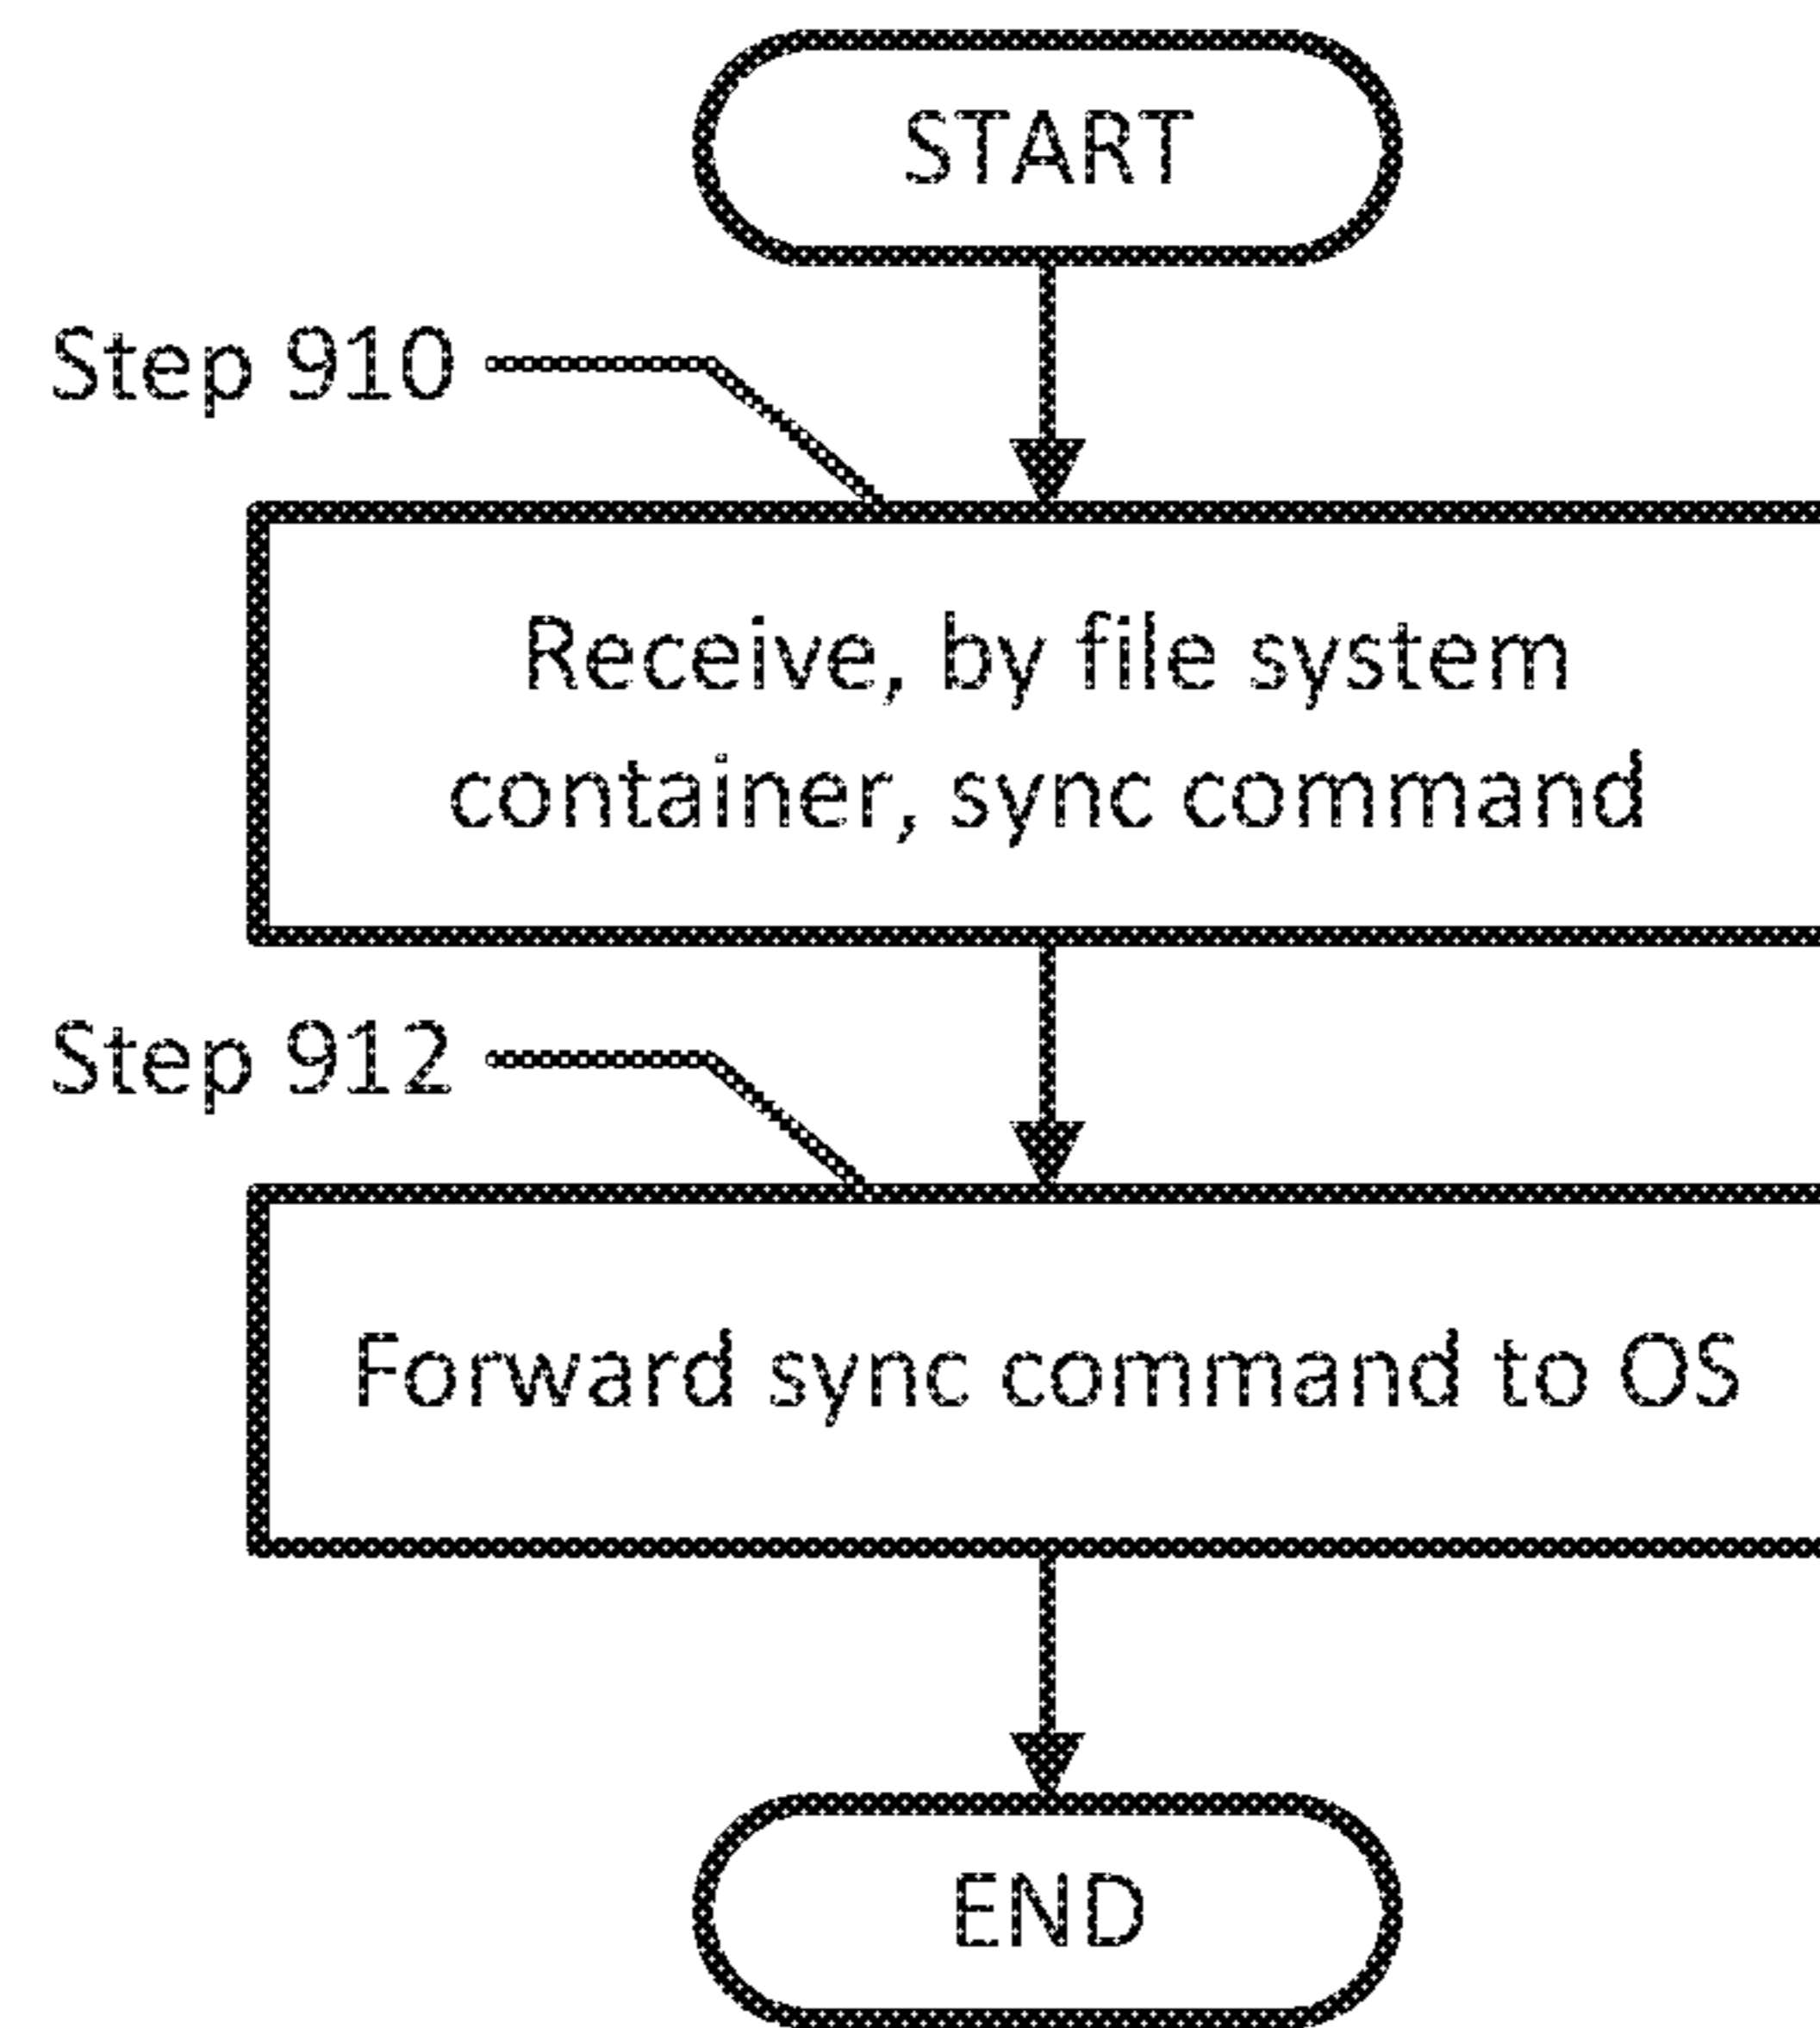 START
Step 910
Receive, by file system
container, sync command
Step 912
Forward sync command to OS
END